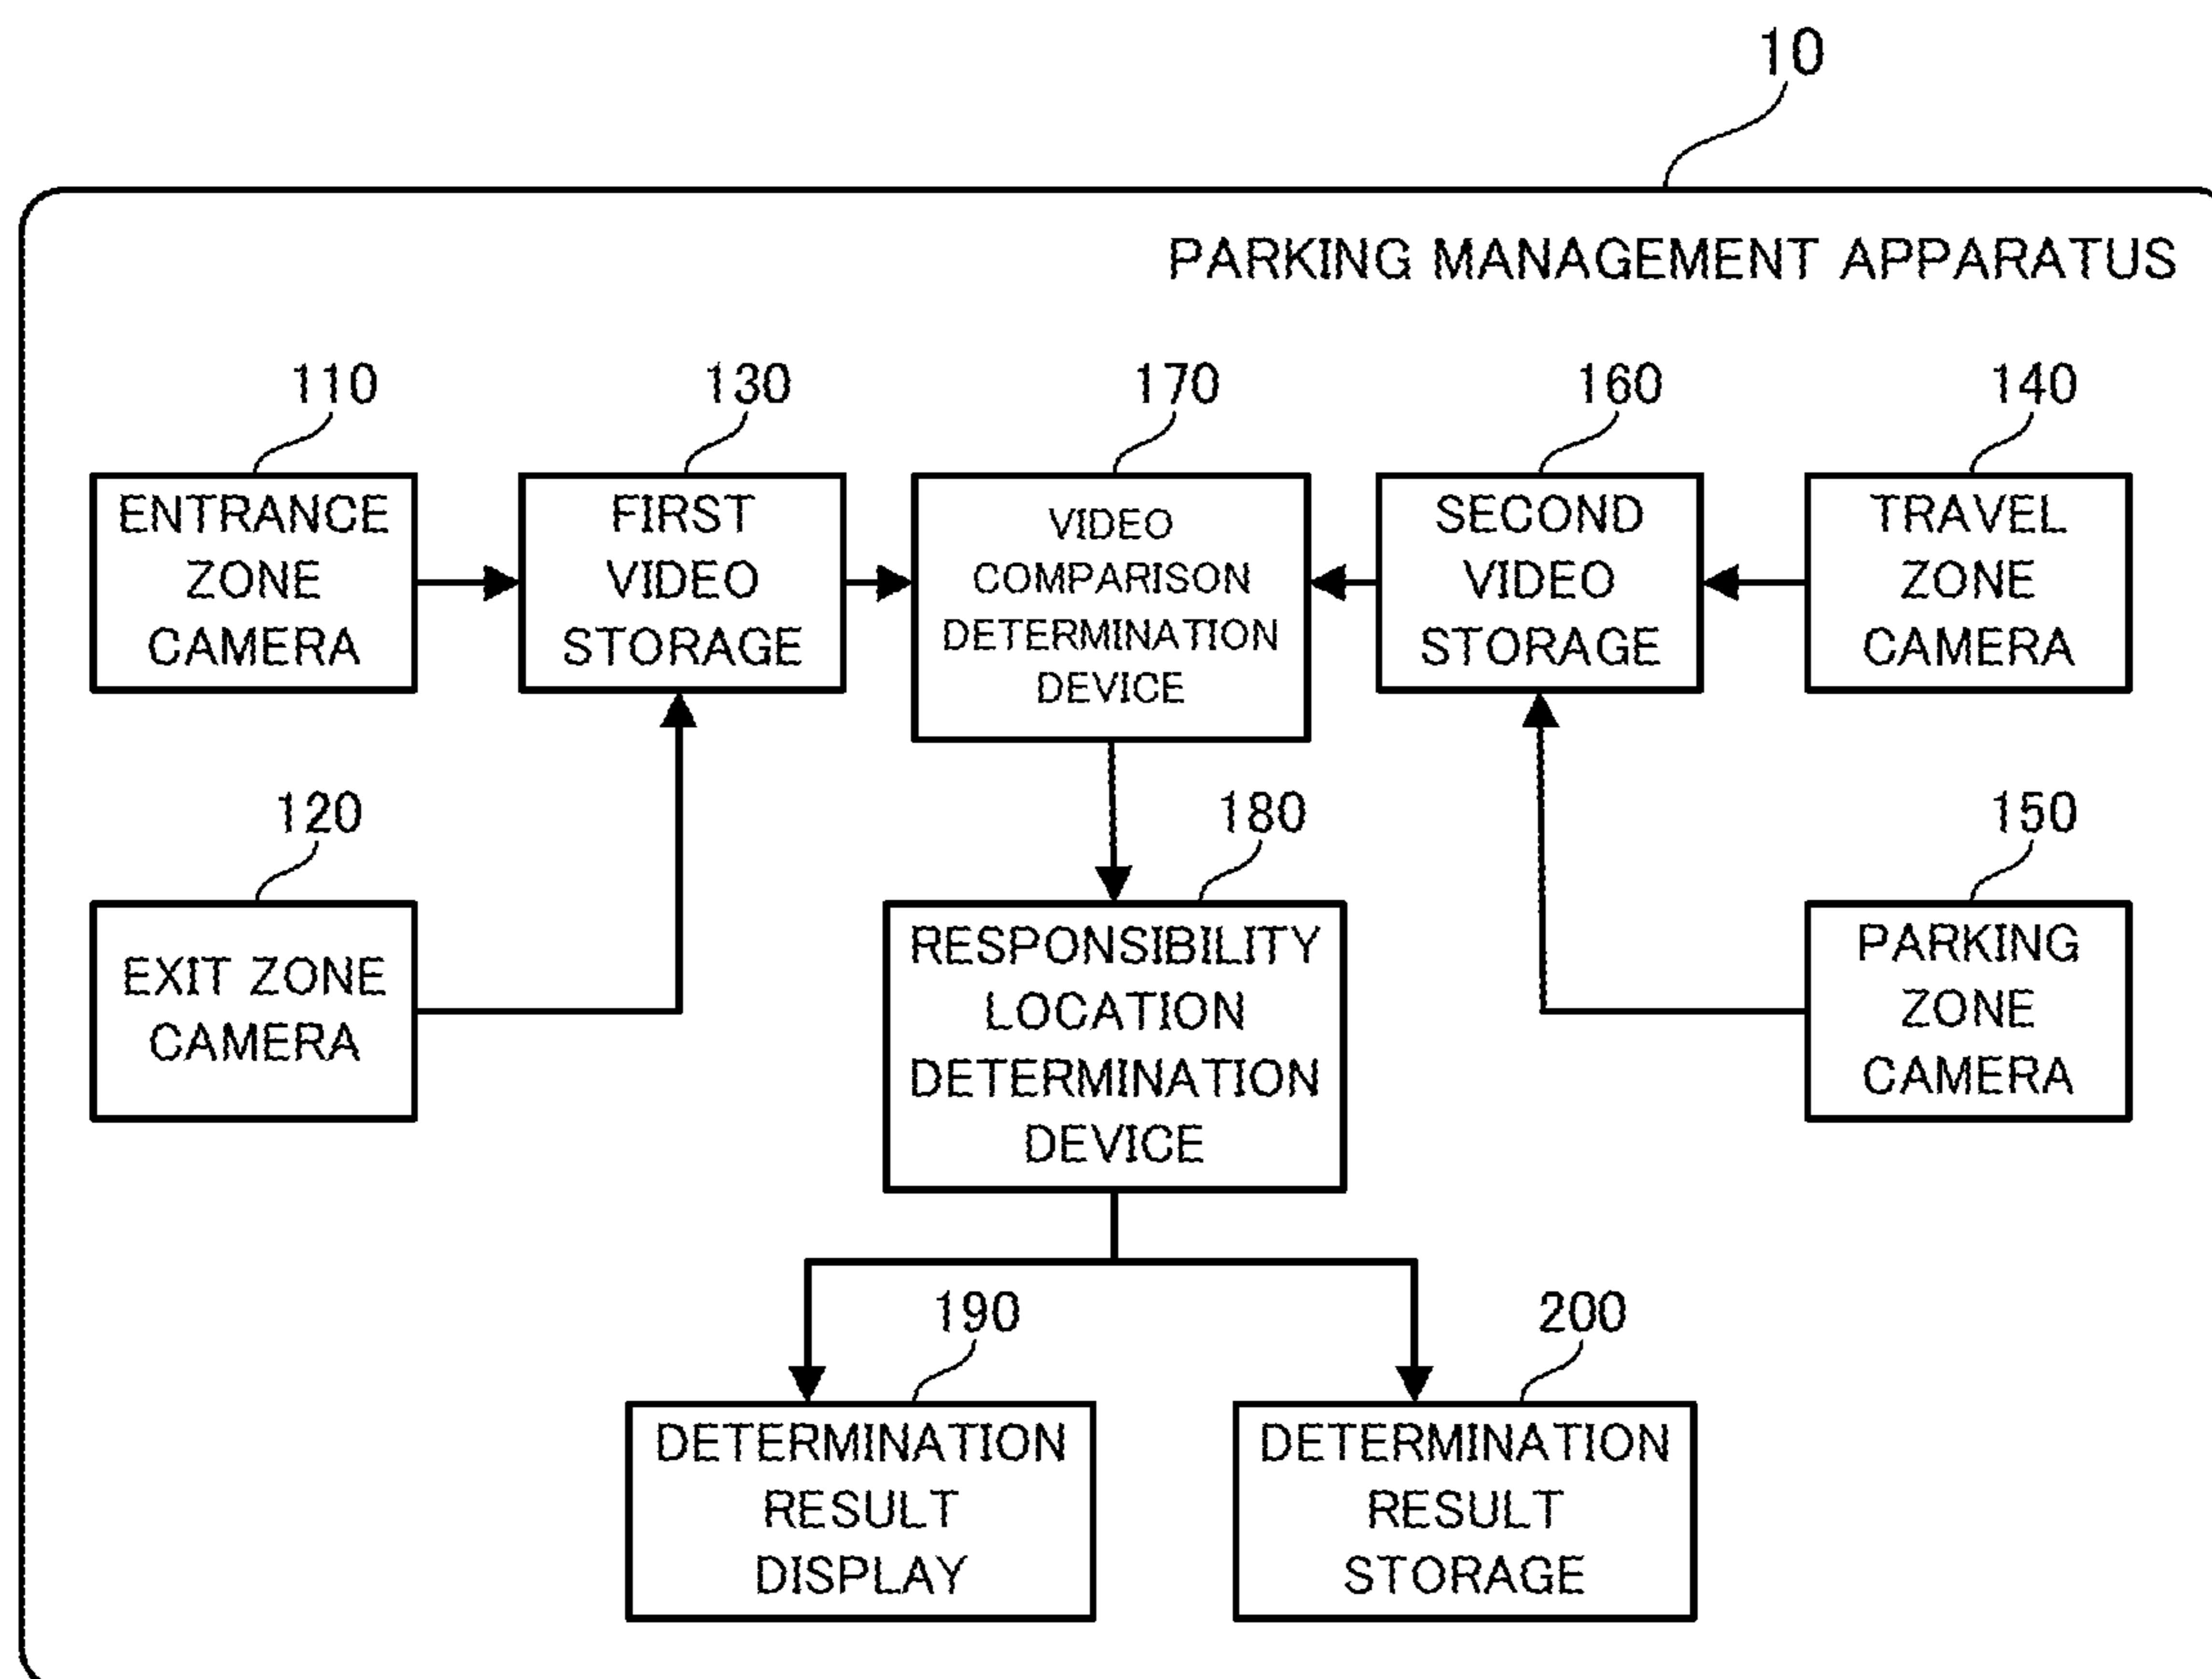 10
PARKING MANAGEMENT APPARATUS
110
130
170
160
140
ENTRANCE
ZONE
CAMERA
FIRST
VIDEO
STORAGE
VIDEO
COMPARISON
DETERMINATION
DEVICE
SECOND
VIDEO
STORAGE
TRAVEL
ZONE
CAMERA
120
180
150
EXIT ZONE
CAMERA
RESPONSIBILITY
LOCATION
DETERMINATION
DEVICE
PARKING
ZONE
CAMERA
190
200
DETERMINATION
RESULT
DISPLAY
DETERMINATION
RESULT
STORAGE